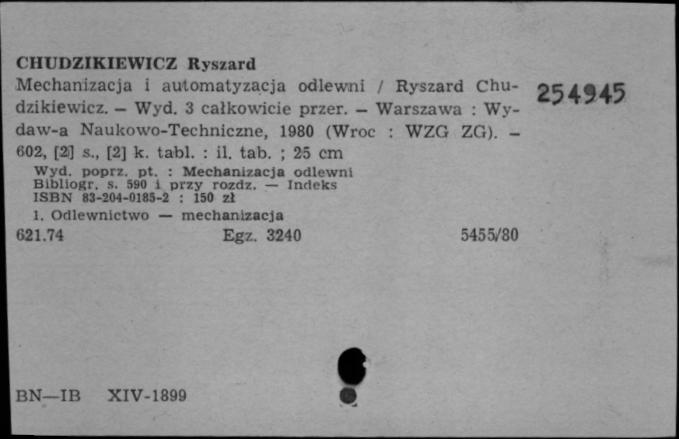 CHUDZIKIEWICZ Ryszard
Mechanizacja i automatyzacja odlewni / Ryszard Chu-
dzikiewicz. — Wyd. 3 całkowicie przer. — Warszawa : Wy-
daw-a Naukowo-Techniczne, 1980 (Wroc : WZG ZG). —
602, [2] s., [2] k. tabl. : il. tab. ; 25 cm
254945
Wyd. poprz. pt. : Mechanizacja odlewni
Bibliogr. s. 590 i przy rozdz. — Indeks
ISBN 83-204-0185-2 : 150 zł
1. Odlewnictwo — mechanizacja
621.74 Egz. 3240 5455/80
BN—IB XIV-1899